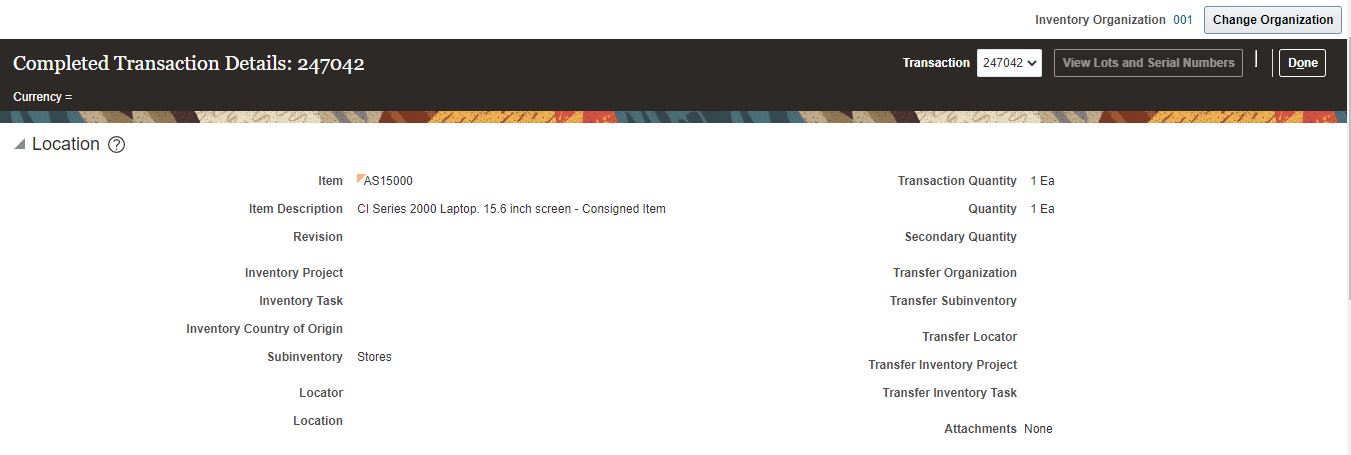 Inventory Organization 001 Change Organization
Completed Transaction Details: 247042 Transaction 247042 View Lots and Serial Numbers Done
Currency =
Location ?
Item AS15000 Transaction Quantity 1 Ea
Item Description CI Series 2000 Laptop. 15.6 inch screen - Consigned Item Quantity 1 Ea
Revision Secondary Quantity
Inventory Project Transfer Organization
Inventory Task Transfer Subinventory
Inventory Country of Origin Transfer Locator
Subinventory Stores Transfer Inventory Project
Locator Transfer Inventory Task
Location Attachments None